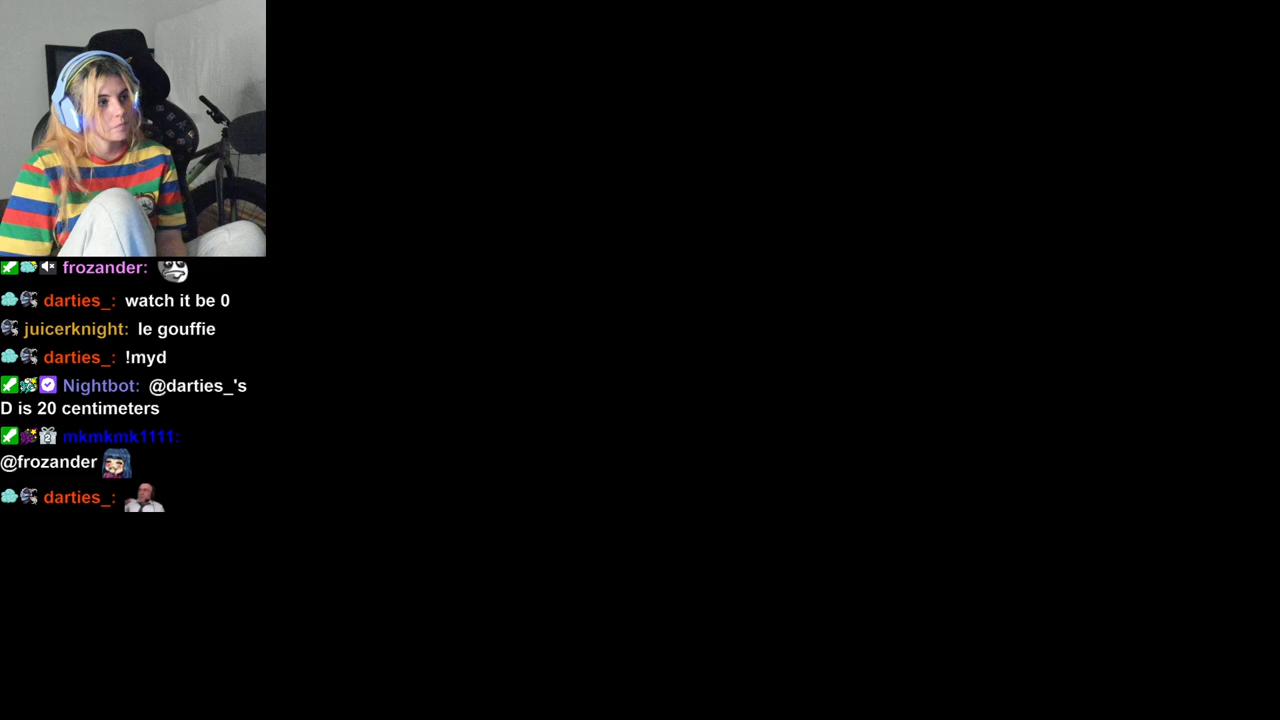 frozander:
darties_: watch it be 0
juicerknight: le gouffie
darties_: !myd
Nightbot: @darties_'s
D is 20 centimeters
mkmkmk1111:
@frozander
darties_: